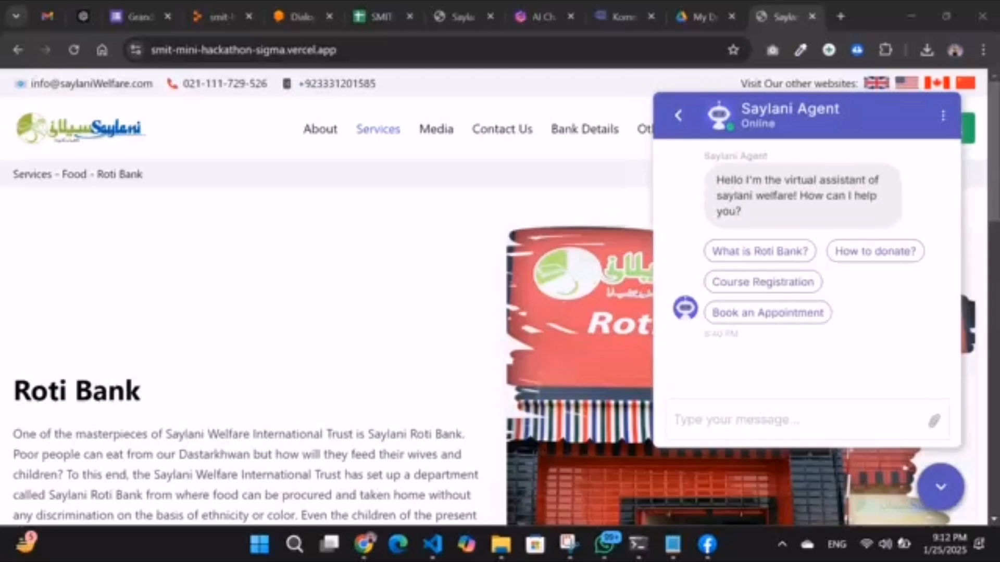 Grand
smit-
Dialo
SMIT
Sayla
AI Ch
Kom
My D
Sayla
smit-mini-hackathon-sigma.vercel.app
info@saylaniWelfare.com 021-111-729-526 +923331201585
Visit Our other websites:
سیلانی Saylani
About Services Media Contact Us Bank Details Oth
Services - Food - Roti Bank
Saylani Agent
Online
Saylani Agent
Hello I'm the virtual assistant of
saylani welfare! How can I help
you?
What is Roti Bank? How to donate?
Course Registration
Book an Appointment
8:40 PM
Type your message...
Roti
Roti Bank
One of the masterpieces of Saylani Welfare International Trust is Saylani Roti Bank.
Poor people can eat from our Dastarkhwan but how will they feed their wives and
children? To this end, the Saylani Welfare International Trust has set up a department
called Saylani Roti Bank from where food can be procured and taken home without
any discrimination on the basis of ethnicity or color. Even the children of the present
5
99+
ENG
9:12 PM
1/25/2025